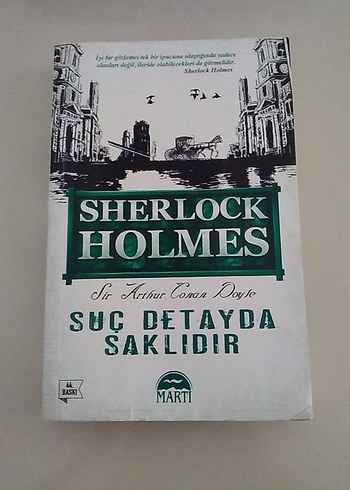 İyi bir gözlemci tek bir ipucuna ulaştığında sadece
olanları değil, ileride olabilecekleri de görmelidir.
Sherlock Holmes
SHERLOCK
HOLMES
Sir Arthur Conan Doyle
SUÇ DETAYDA
SAKLIDIR
44.
BASKI
MARTI